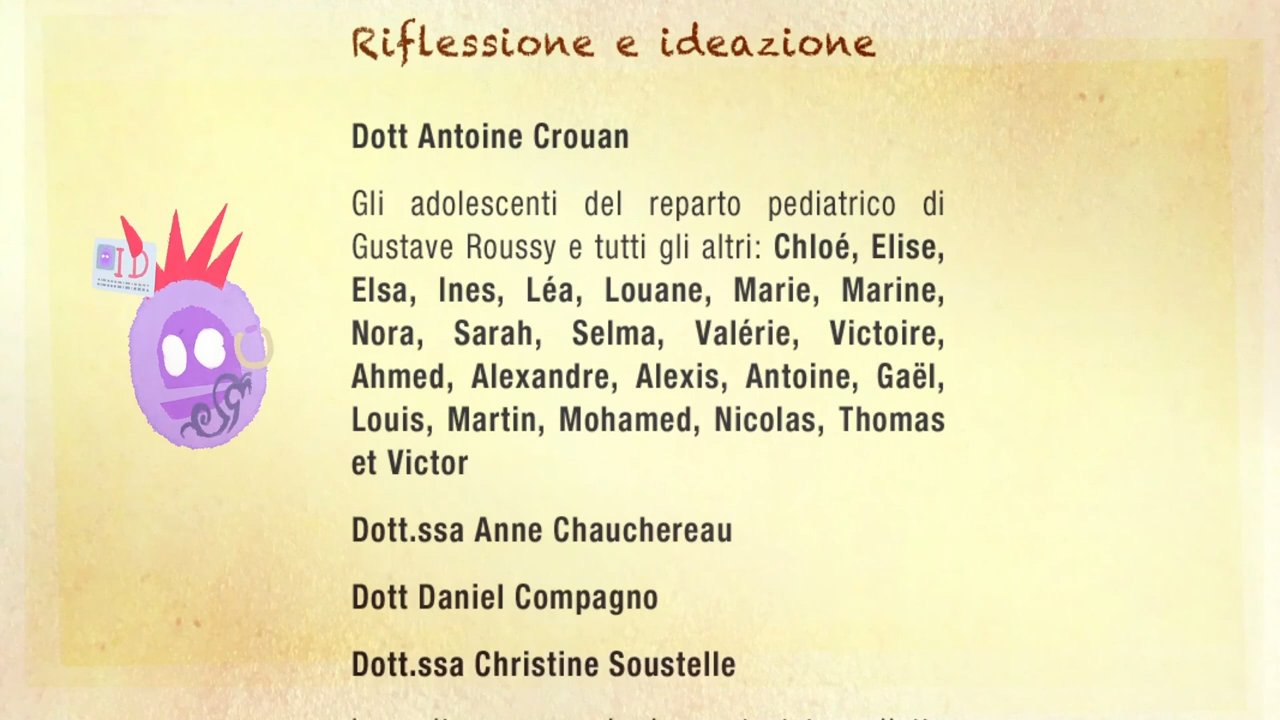 Riflessione e ideazione
Dott Antoine Crouan
Gli adolescenti del reparto pediatrico di
Gustave Roussy e tutti gli altri: Chloé, Elise,
Elsa, Ines, Léa, Louane, Marie, Marine,
Nora, Sarah, Selma, Valérie, Victoire,
Ahmed, Alexandre, Alexis, Antoine, Gaël,
Louis, Martin, Mohamed, Nicolas, Thomas
et Victor
ID
Dott.ssa Anne Chauchereau
Dott Daniel Compagno
Dott.ssa Christine Soustelle